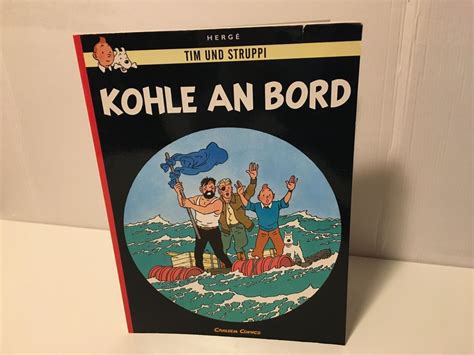 HERGÉ
TIM UND STRUPPI
KOHLE AN BORD
CARLSEN COMICS